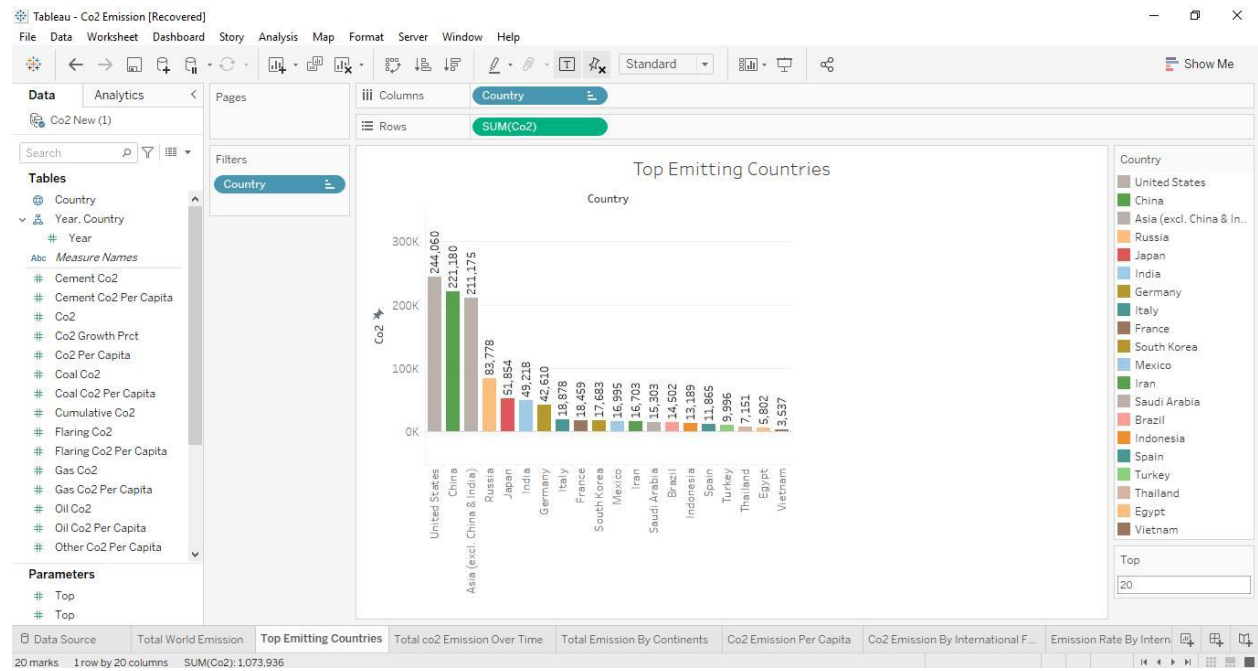 Tableau - Co2 Emission [Recovered]
File Data Worksheet Dashboard Story Analysis Map Format Server Window Help
Standard
Show Me
Data Analytics
Co2 New (1)
Search
Tables
Country
Year, Country
Year
Abc Measure Names
Cement Co2
Cement Co2 Per Capita
Co2
Co2 Growth Prct
Co2 Per Capita
Coal Co2
Coal Co2 Per Capita
Cumulative Co2
Flaring Co2
Flaring Co2 Per Capita
Gas Co2
Gas Co2 Per Capita
Oil Co2
Oil Co2 Per Capita
Other Co2 Per Capita
Parameters
Top
Top
Pages
Filters
Country
Columns Country
Rows SUM(Co2)
Top Emitting Countries
Country
Co2
300K
200K
100K
0K
244,060
221,180
211,175
83,778
51,854
49,218
42,610
18,878
18,459
17,683
16,995
16,703
15,303
14,502
13,189
11,865
9,996
7,151
5,802
3,537
United States
China
Asia (excl. China & India)
Russia
Japan
India
Germany
Italy
France
South Korea
Mexico
Iran
Saudi Arabia
Brazil
Indonesia
Spain
Turkey
Thailand
Egypt
Vietnam
Country
United States
China
Asia (excl. China & In..
Russia
Japan
India
Germany
Italy
France
South Korea
Mexico
Iran
Saudi Arabia
Brazil
Indonesia
Spain
Turkey
Thailand
Egypt
Vietnam
Top
20
Data Source Total World Emission Top Emitting Countries Total co2 Emission Over Time Total Emission By Continents Co2 Emission Per Capita Co2 Emission By International F... Emission Rate By Intern
20 marks 1 row by 20 columns SUM(Co2): 1,073,936